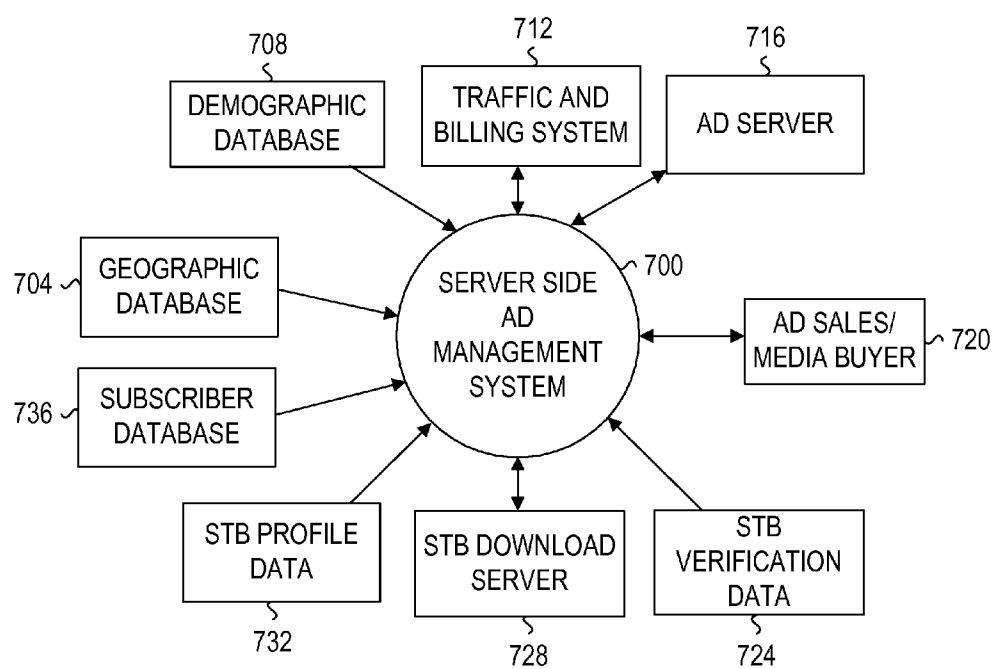 712
716
708
TRAFFIC AND
BILLING SYSTEM
AD SERVER
DEMOGRAPHIC
DATABASE
704
GEOGRAPHIC
DATABASE
700
SERVER SIDE
AD
MANAGEMENT
SYSTEM
AD SALES/
MEDIA BUYER
720
736
SUBSCRIBER
DATABASE
STB PROFILE
DATA
STB DOWNLOAD
SERVER
STB
VERIFICATION
DATA
732
728
724